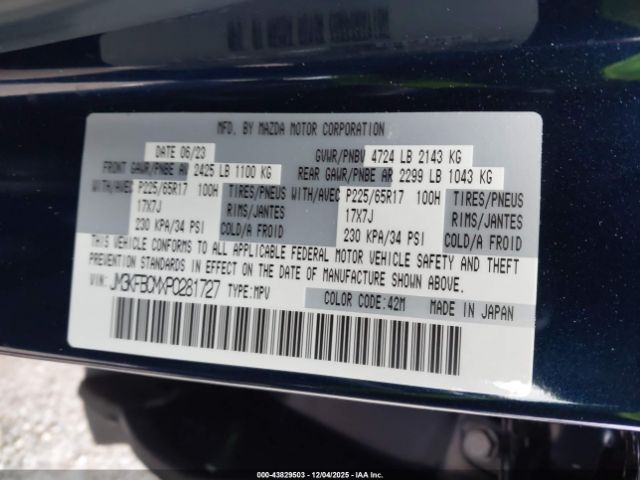 MFD. BY MAZDA MOTOR CORPORATION
DATE 06/23 GVWR/PNBV 4724 LB 2143 KG
FRONT GAWR/PNBE AV 2425 LB 1100 KG REAR GAWR/PNBE AR 2299 LB 1043 KG
WITH/AVEC P225/65R17 100H TIRES/PNEUS WITH/AVEC P225/65R17 100H TIRES/PNEUS
17X7J RIMS/JANTES 17X7J RIMS/JANTES
230 KPA/34 PSI COLD/A FROID 230 KPA/34 PSI COLD/A FROID
THIS VEHICLE CONFORMS TO ALL APPLICABLE FEDERAL MOTOR VEHICLE SAFETY AND THEFT
PREVENTION STANDARDS IN EFFECT ON THE DATE OF MANUFACTURE SHOWN ABOVE.
VIN: JM3KFBCMXP0281727 TYPE:MPV
COLOR CODE:42M MADE IN JAPAN
000-43829503 - 12/04/2025 - IAA Inc.